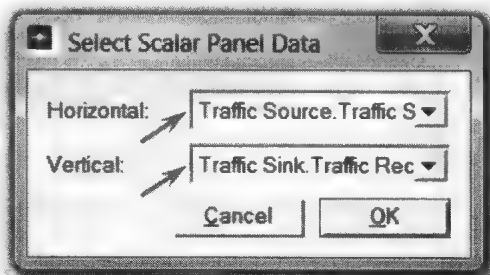 Select Scalar Panel Data
Horizontal: Traffic Source.Traffic S
Vertical: Traffic Sink.Traffic Rec
Cancel OK